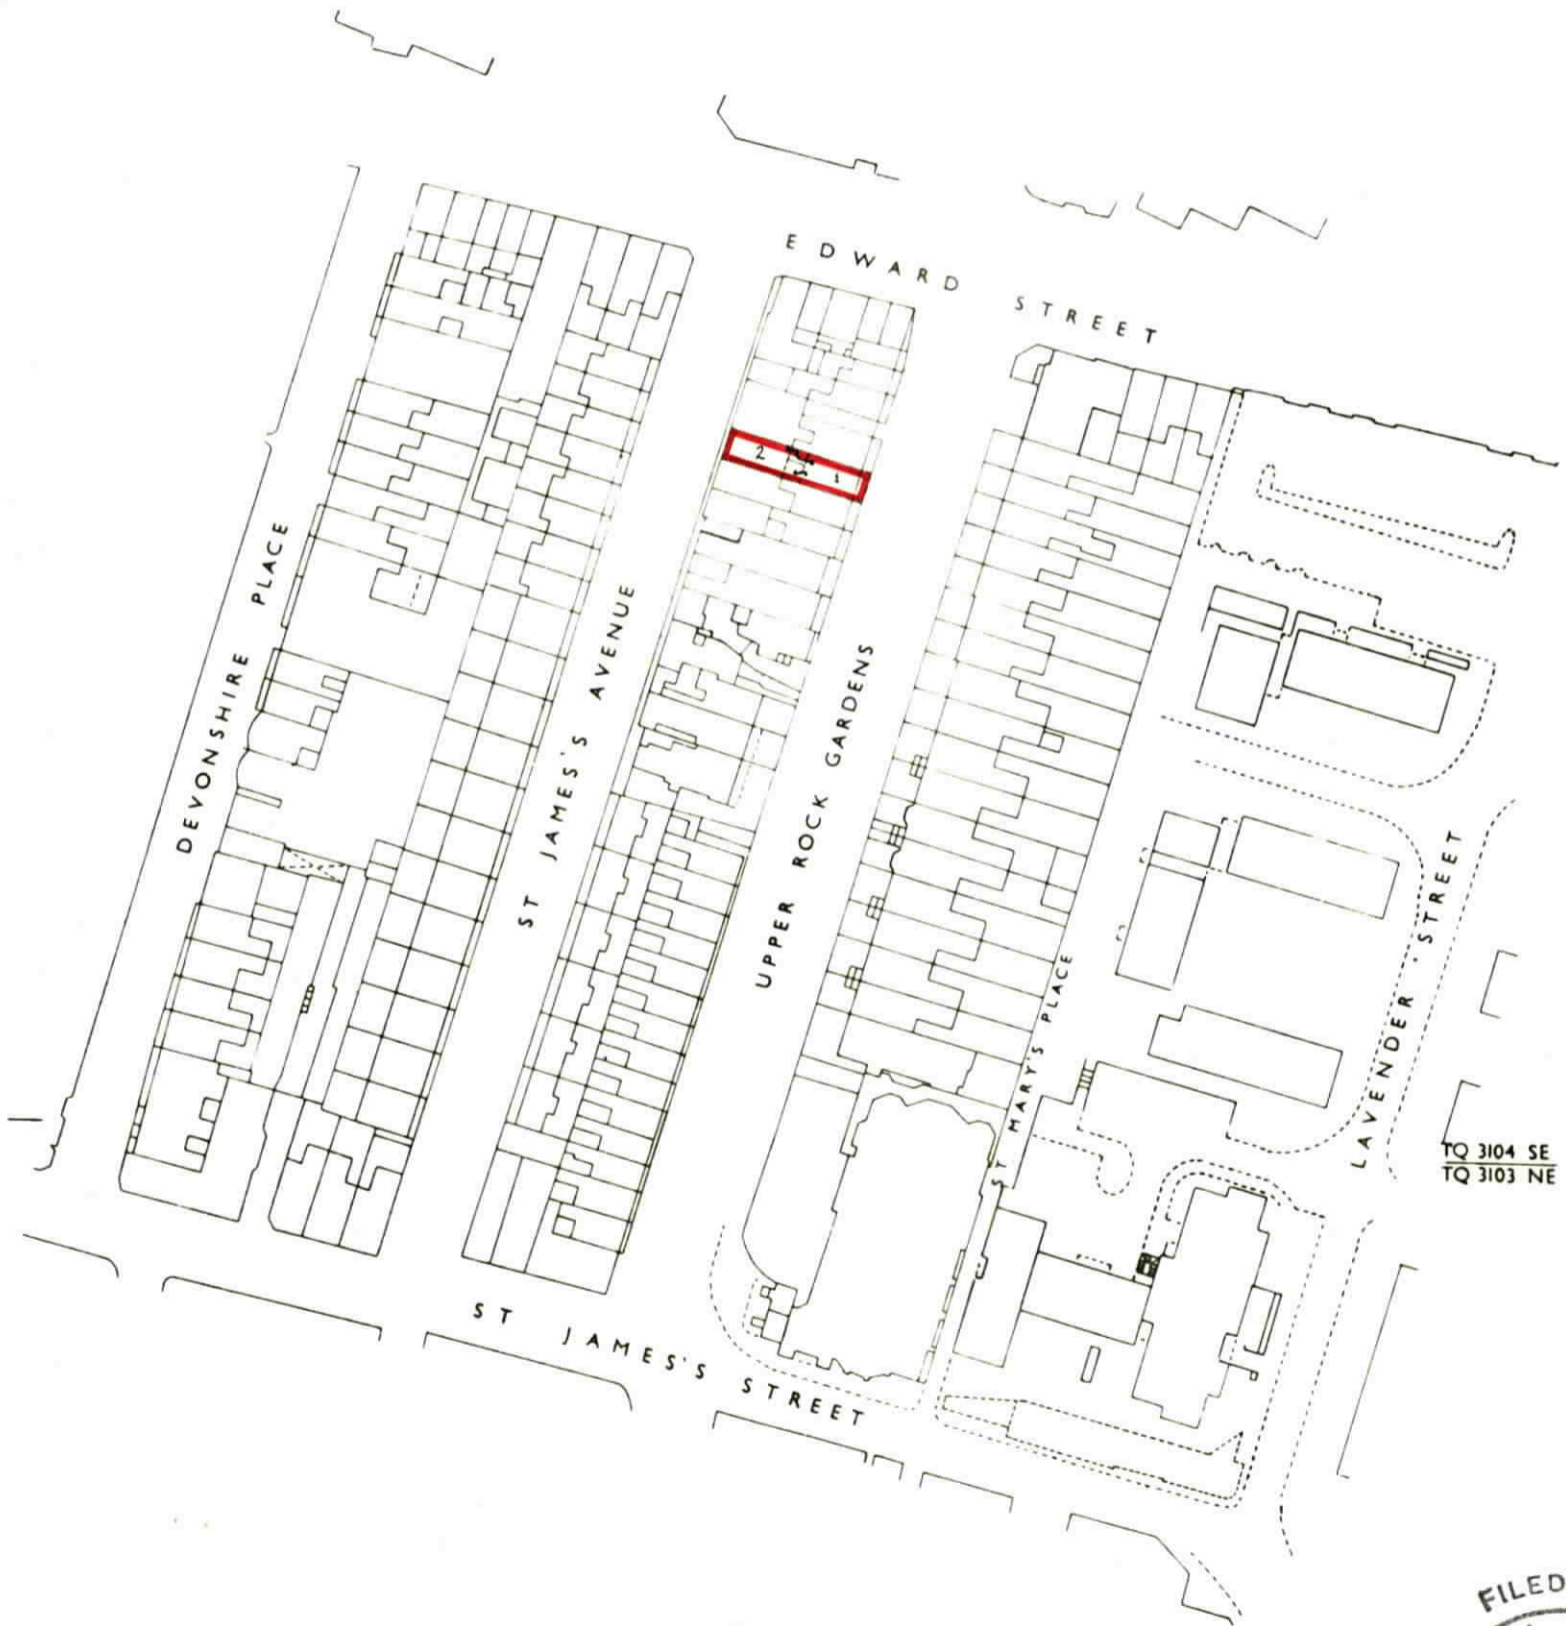 EDWARD STREET
2
1
DEVONSHIRE PLACE
ST JAMES'S AVENUE
UPPER ROCK GARDENS
ST MARY'S PLACE
LAVENDER STREET
TQ 3104 SE
TQ 3103 NE
ST JAMES'S STREET
FILED